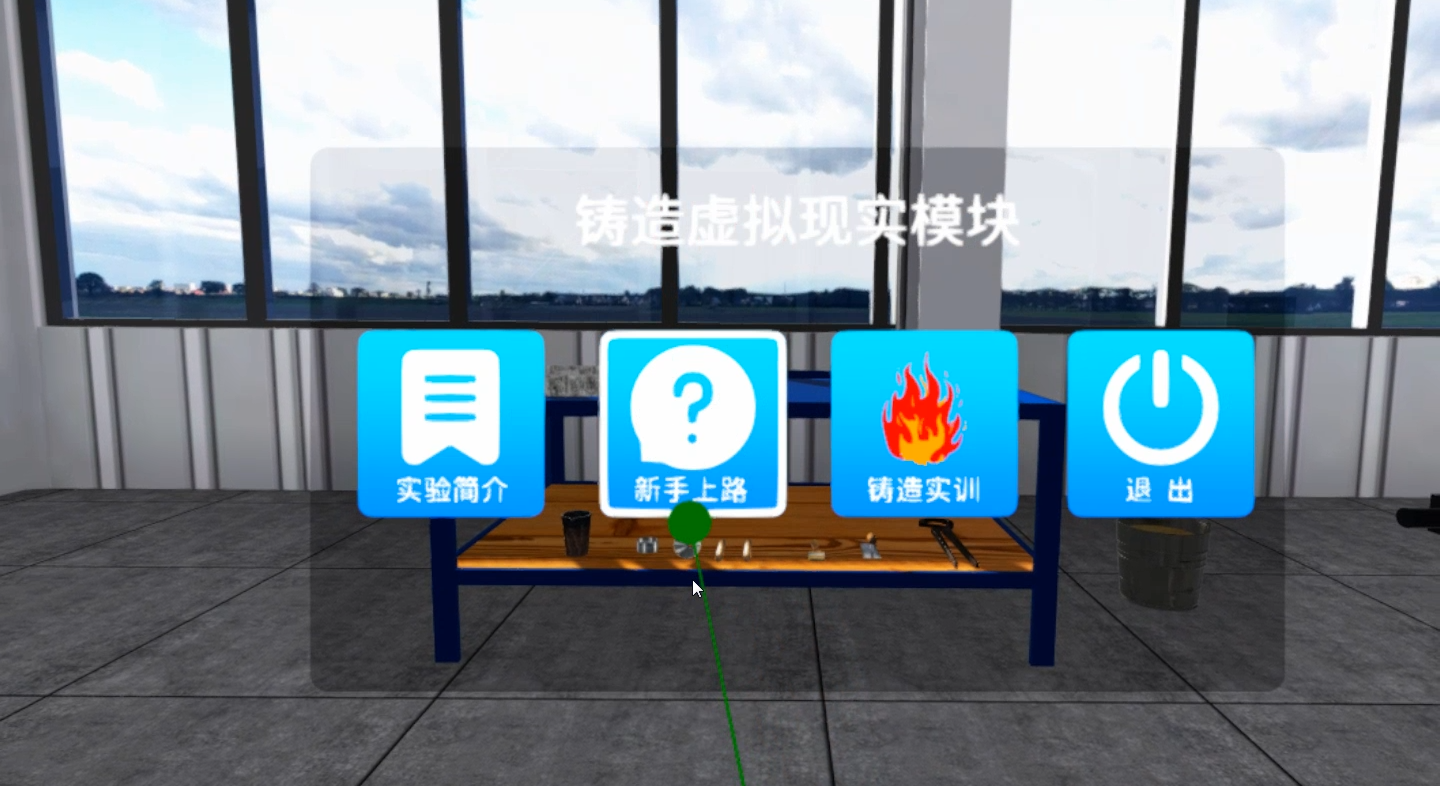 铸造虚拟现实模块
实验简介
新手上路
铸造实训
退 出